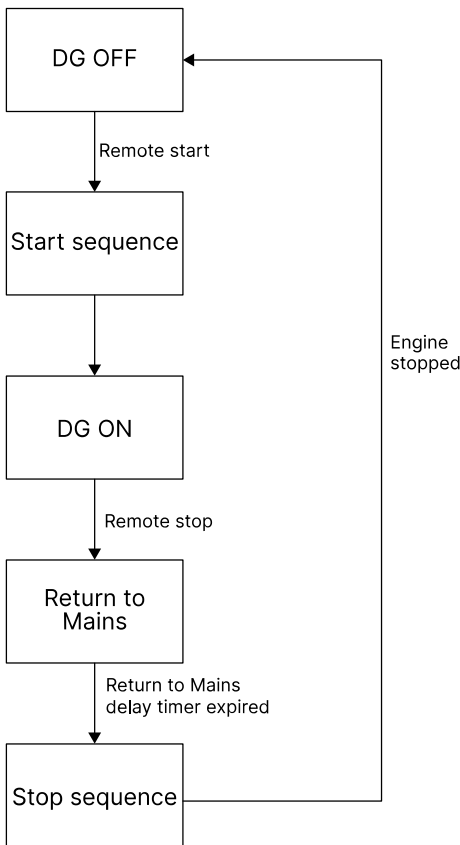 DG OFF
Remote start
Start sequence
Engine
stopped
DG ON
Remote stop
Return to
Mains
Return to Mains
delay timer expired
Stop sequence